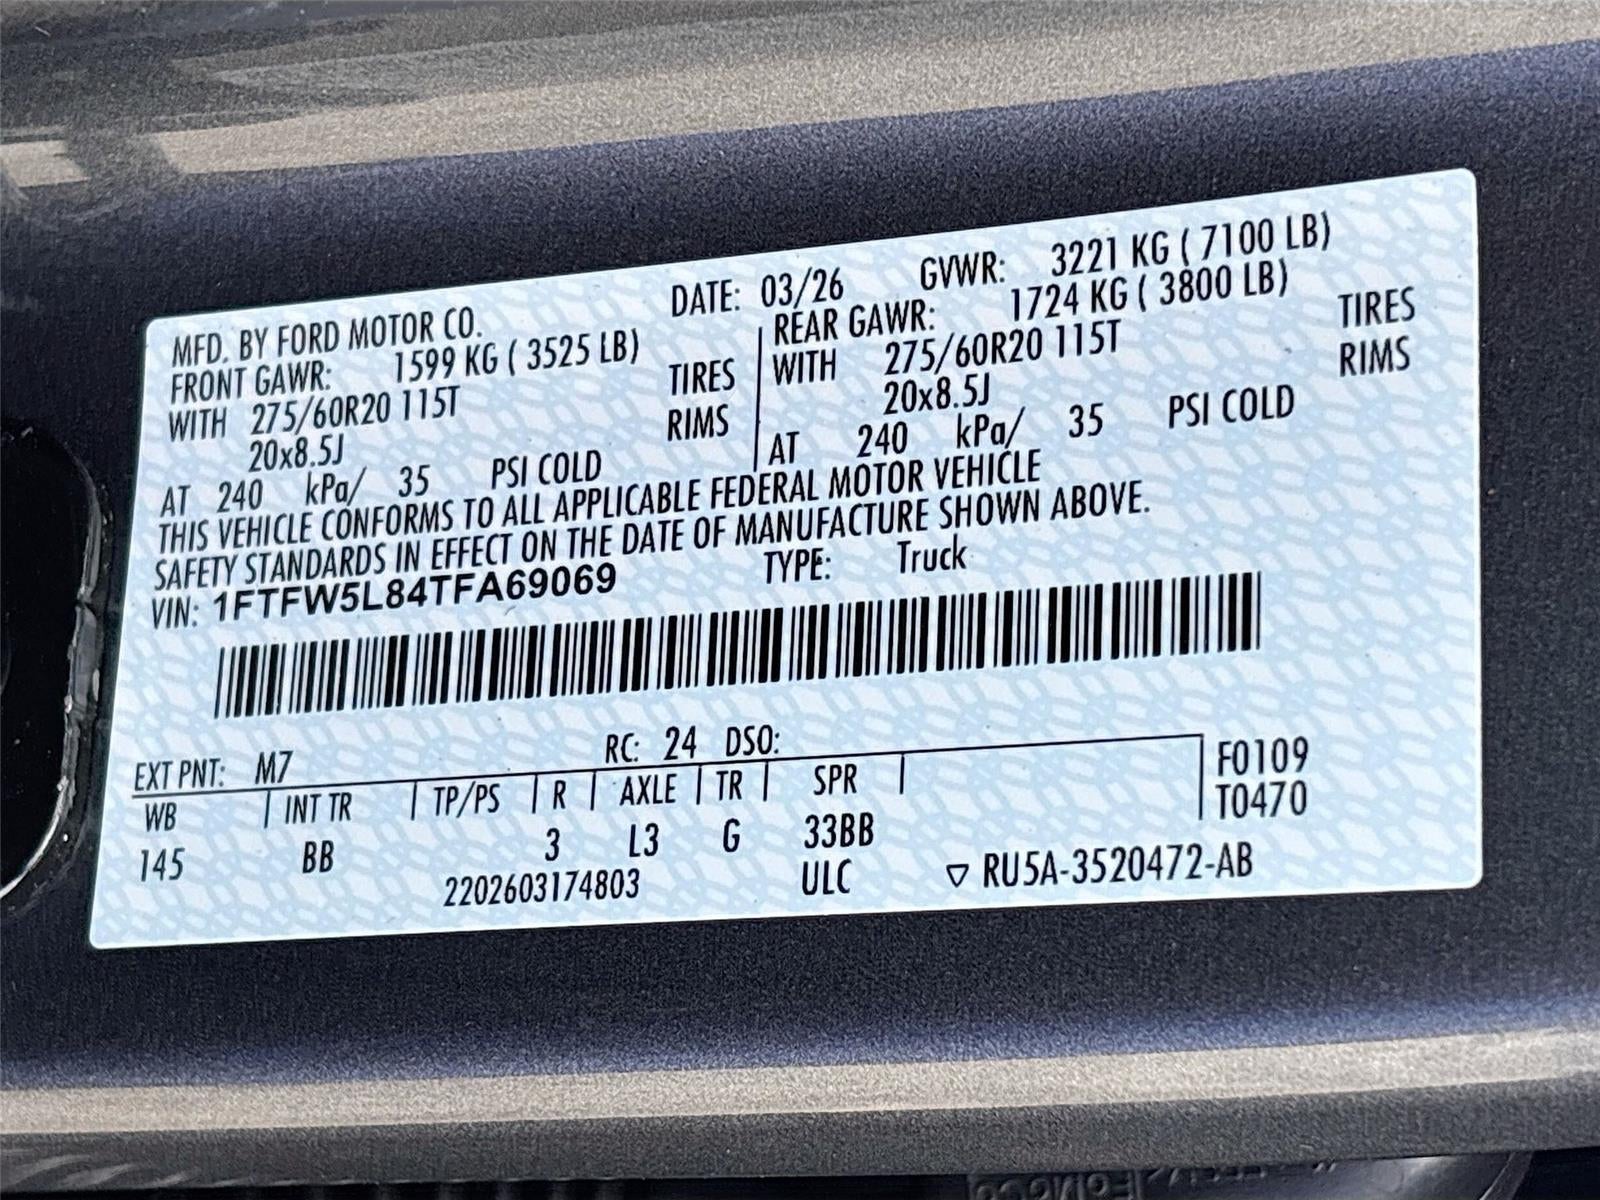 MFD. BY FORD MOTOR CO. DATE: 03/26 GVWR: 3221 KG ( 7100 LB)
FRONT GAWR: 1599 KG ( 3525 LB) REAR GAWR: 1724 KG ( 3800 LB)
WITH 275/60R20 115T TIRES WITH 275/60R20 115T TIRES
20x8.5J RIMS 20x8.5J RIMS
AT 240 kPa/ 35 PSI COLD AT 240 kPa/ 35 PSI COLD
THIS VEHICLE CONFORMS TO ALL APPLICABLE FEDERAL MOTOR VEHICLE
SAFETY STANDARDS IN EFFECT ON THE DATE OF MANUFACTURE SHOWN ABOVE.
VIN: 1FTFW5L84TFA69069 TYPE: Truck
EXT PNT: M7 RC: 24 DSO: F0109
WB INT TR TP/PS R AXLE TR SPR T0470
145 BB 3 L3 G 33BB
2202603174803 ULC ▽ RU5A-3520472-AB